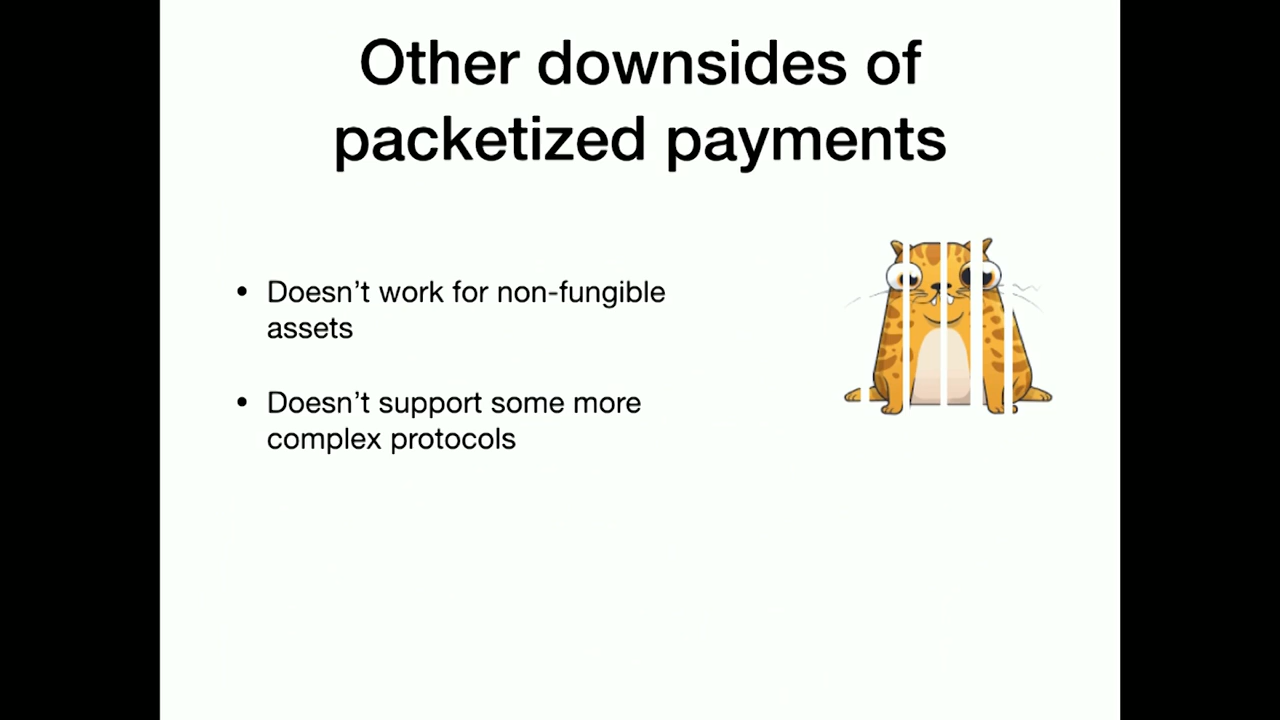 Other downsides of
packetized payments
• Doesn’t work for non-fungible
assets
• Doesn’t support some more
complex protocols